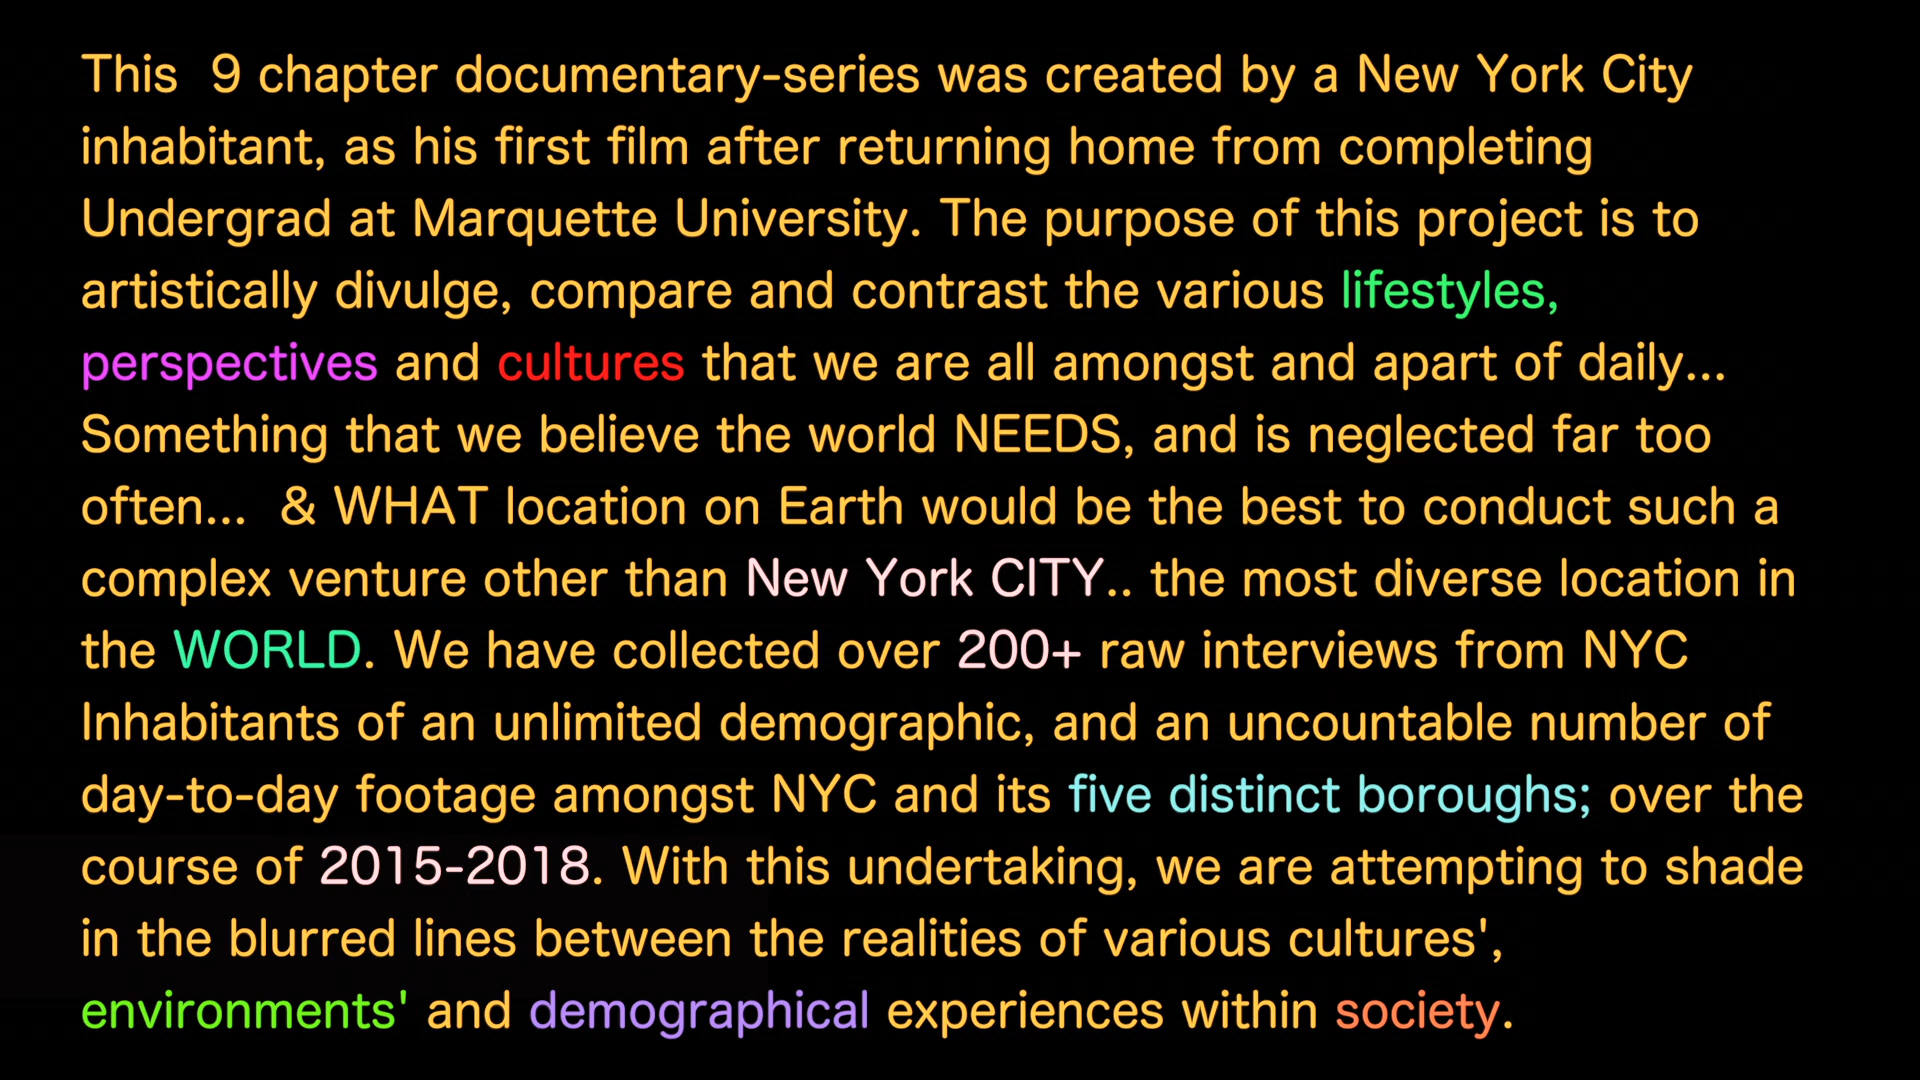 This  9 chapter documentary-series was created by a New York City
inhabitant, as his first film after returning home from completing
Undergrad at Marquette University. The purpose of this project is to
artistically divulge, compare and contrast the various lifestyles,
perspectives and cultures that we are all amongst and apart of daily...
Something that we believe the world NEEDS, and is neglected far too
often...  & WHAT location on Earth would be the best to conduct such a
complex venture other than New York CITY.. the most diverse location in
the WORLD. We have collected over 200+ raw interviews from NYC
Inhabitants of an unlimited demographic, and an uncountable number of
day-to-day footage amongst NYC and its five distinct boroughs; over the
course of 2015-2018. With this undertaking, we are attempting to shade
in the blurred lines between the realities of various cultures',
environments' and demographical experiences within society.